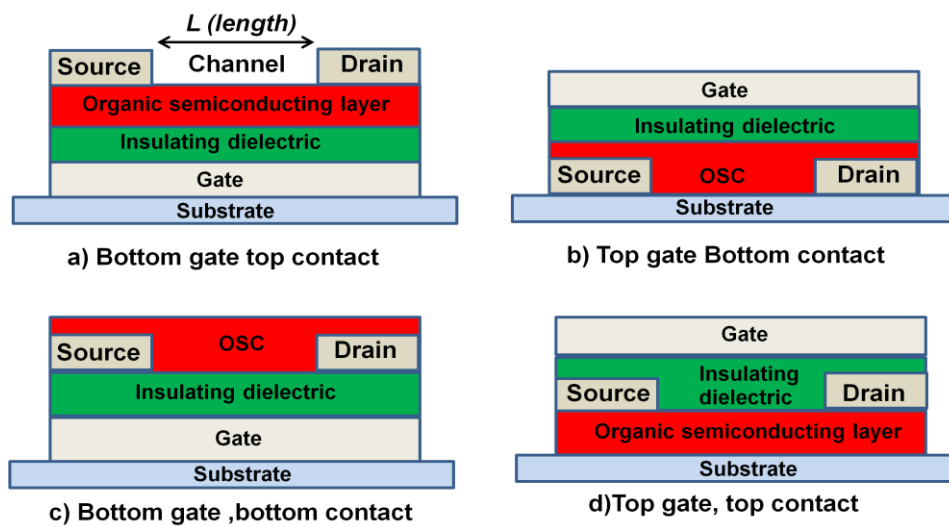 L (length)
Source
Channel
Drain
Organic semiconducting layer
Insulating dielectric
Gate
Substrate
a) Bottom gate top contact
Gate
Insulating dielectric
Source
OSC
Drain
Substrate
b) Top gate Bottom contact
OSC
Source
Drain
Insulating dielectric
Gate
Substrate
c) Bottom gate ,bottom contact
Gate
Insulating
dielectric
Source
Drain
Organic semiconducting layer
Substrate
d)Top gate, top contact